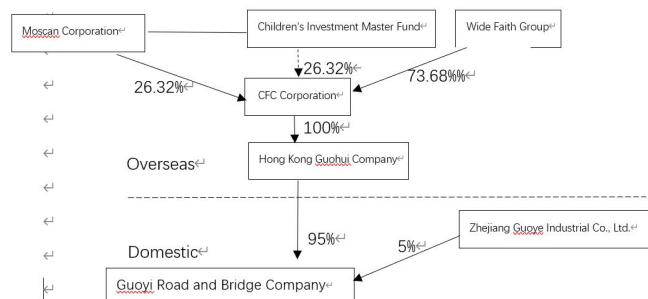 Moscan Corporation
Children's Investment Master Fund
Wide Faith Group
26.32%
26.32%
73.68%%
CFC Corporation
100%
Overseas
Hong Kong Guohui Company
Zhejiang Guoye Industrial Co., Ltd.
95%
5%
Domestic
Guoyi Road and Bridge Company